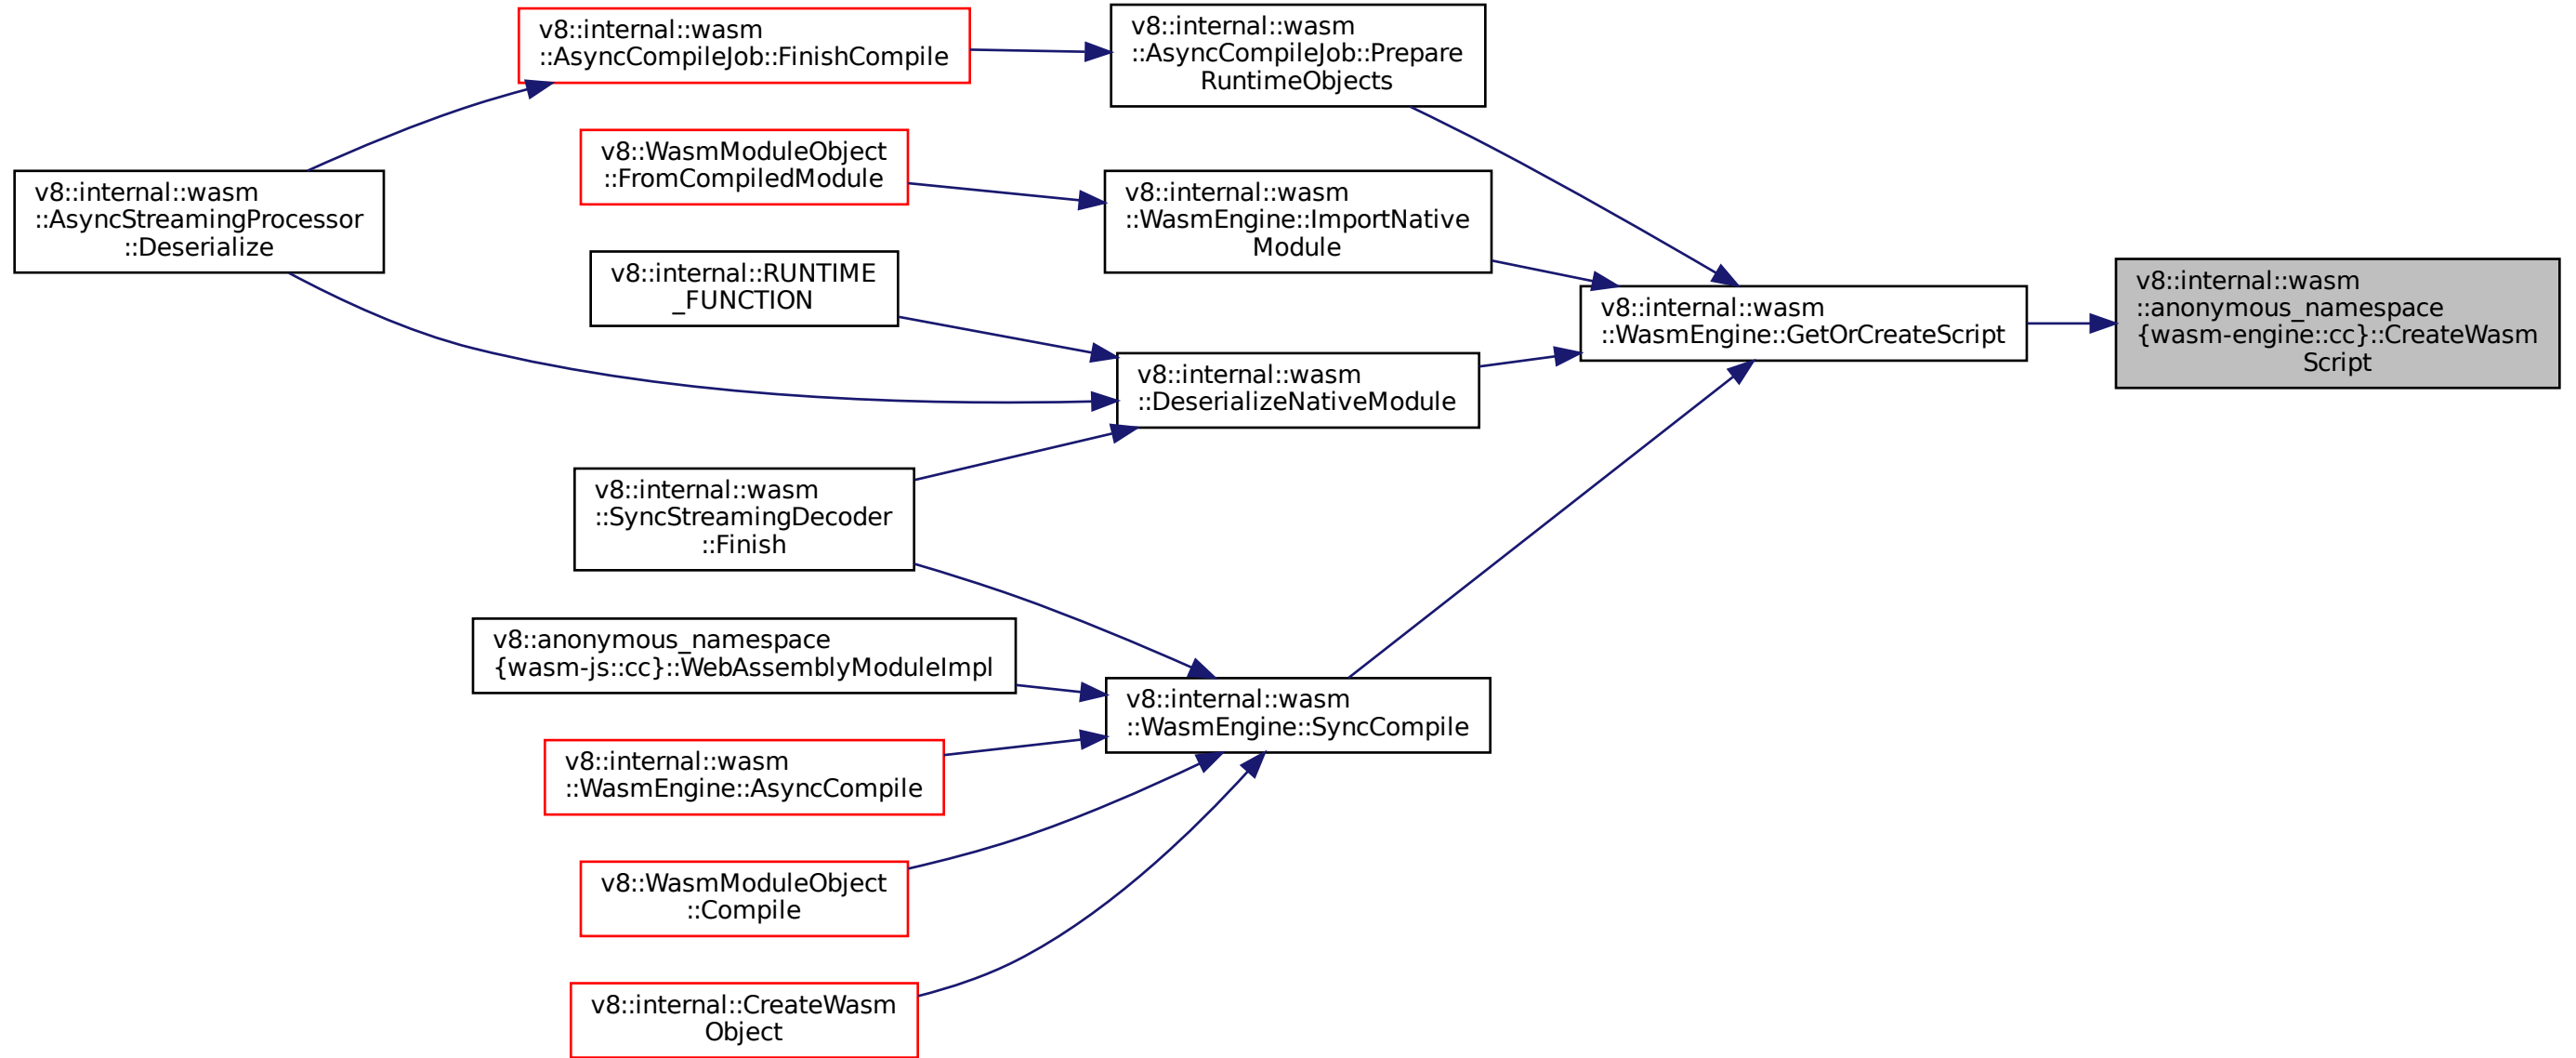 v8::internal::wasm
::AsyncCompileJob::FinishCompile
v8::internal::wasm
::AsyncCompileJob::Prepare
RuntimeObjects
v8::WasmModuleObject
::FromCompiledModule
v8::internal::wasm
::WasmEngine::ImportNative
Module
v8::internal::wasm
::AsyncStreamingProcessor
::Deserialize
v8::internal::RUNTIME
_FUNCTION
v8::internal::wasm
::WasmEngine::GetOrCreateScript
v8::internal::wasm
::anonymous_namespace
{wasm-engine::cc}::CreateWasm
Script
v8::internal::wasm
::DeserializeNativeModule
v8::internal::wasm
::SyncStreamingDecoder
::Finish
v8::anonymous_namespace
{wasm-js::cc}::WebAssemblyModuleImpl
v8::internal::wasm
::WasmEngine::SyncCompile
v8::internal::wasm
::WasmEngine::AsyncCompile
v8::WasmModuleObject
::Compile
v8::internal::CreateWasm
Object